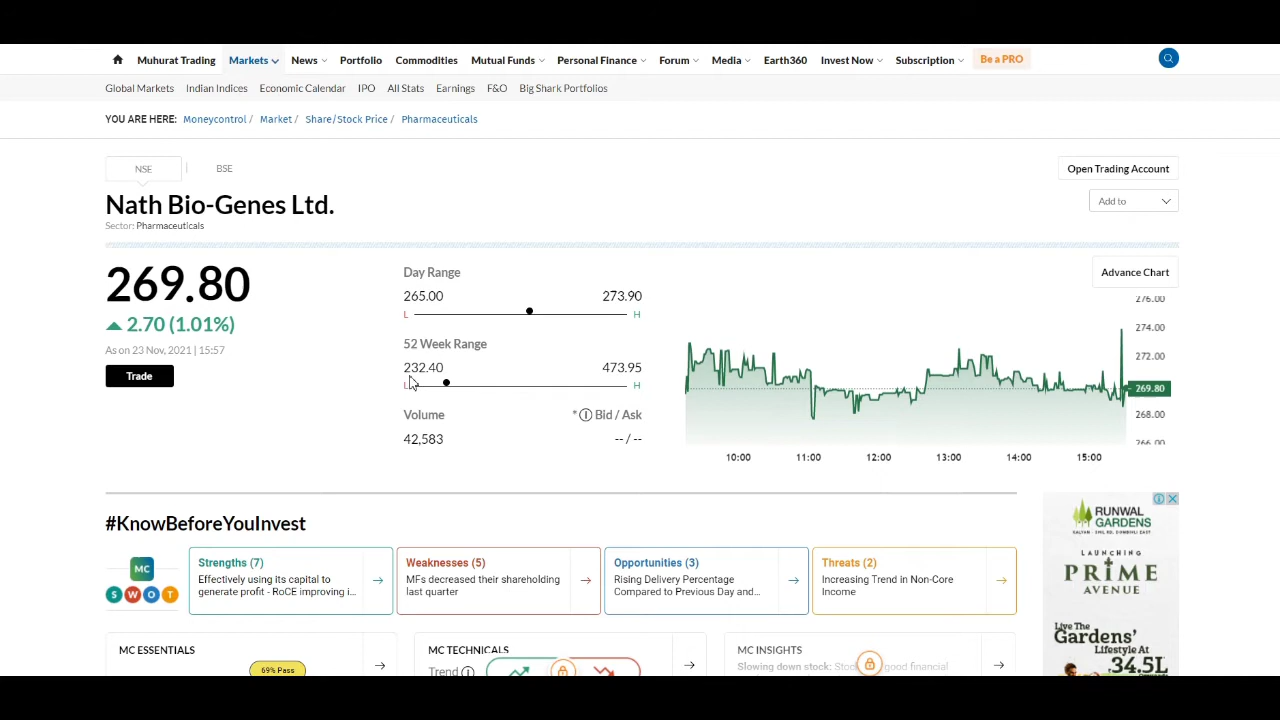 Muhurat Trading Markets News Portfolio Commodities Mutual Funds Personal Finance Forum Media Earth360 Invest Now Subscription Be a PRO
Global Markets Indian Indices Economic Calendar IPO All Stats Earnings F&O Big Shark Portfolios
YOU ARE HERE: Moneycontrol / Market / Share/Stock Price / Pharmaceuticals
NSE | BSE
Open Trading Account
Nath Bio-Genes Ltd.
Add to
Sector: Pharmaceuticals
269.80
2.70 (1.01%)
As on 23 Nov, 2021 | 15:57
Trade
Day Range
265.00 273.90
L H
52 Week Range
232.40 473.95
L H
Volume * Bid / Ask
42,583 -- / --
Advance Chart
276.00
274.00
272.00
269.80
268.00
266.00
10:00 11:00 12:00 13:00 14:00 15:00
#KnowBeforeYouInvest
MC
S W O T
Strengths (7)
Effectively using its capital to
generate profit - RoCE improving i...
Weaknesses (5)
MFs decreased their shareholding
last quarter
Opportunities (3)
Rising Delivery Percentage
Compared to Previous Day and...
Threats (2)
Increasing Trend in Non-Core
Income
MC ESSENTIALS
69% Pass
MC TECHNICALS
Trend
MC INSIGHTS
Slowing down stock: Stock good financial
RUNWAL
GARDENS
LAUNCHING
PRIME
AVENUE
Live The
Gardens'
Lifestyle At
₹34.5L